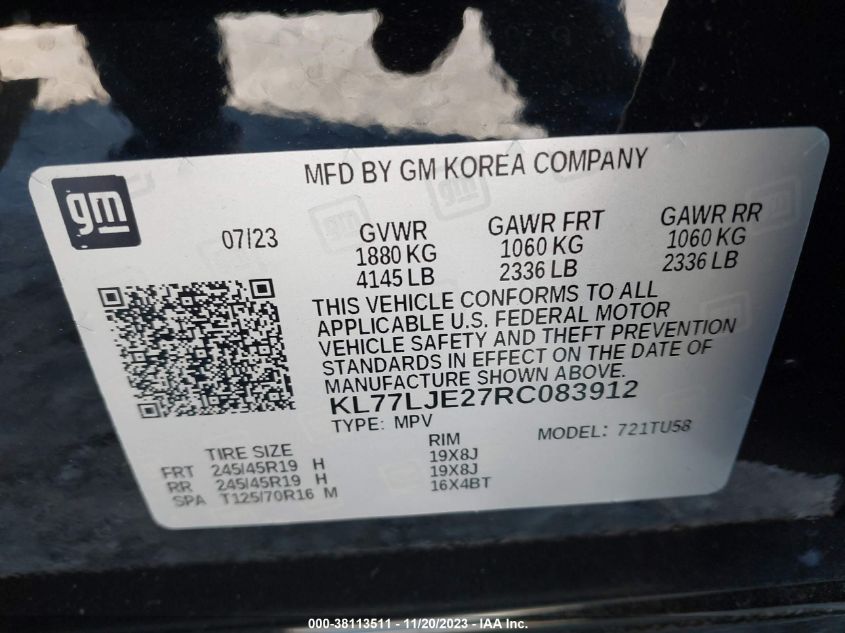 MFD BY GM KOREA COMPANY
gm
07/23
GVWR GAWR FRT GAWR RR
1880 KG 1060 KG 1060 KG
4145 LB 2336 LB 2336 LB
THIS VEHICLE CONFORMS TO ALL
APPLICABLE U.S. FEDERAL MOTOR
VEHICLE SAFETY AND THEFT PREVENTION
STANDARDS IN EFFECT ON THE DATE OF
MANUFACTURE SHOWN ABOVE.
KL77LJE27RC083912
TYPE: MPV MODEL: 721TU58
TIRE SIZE RIM
FRT 245/45R19 H 19X8J
RR 245/45R19 H 19X8J
SPA T125/70R16 M 16X4BT
000-38113511 - 11/20/2023 - IAA Inc.